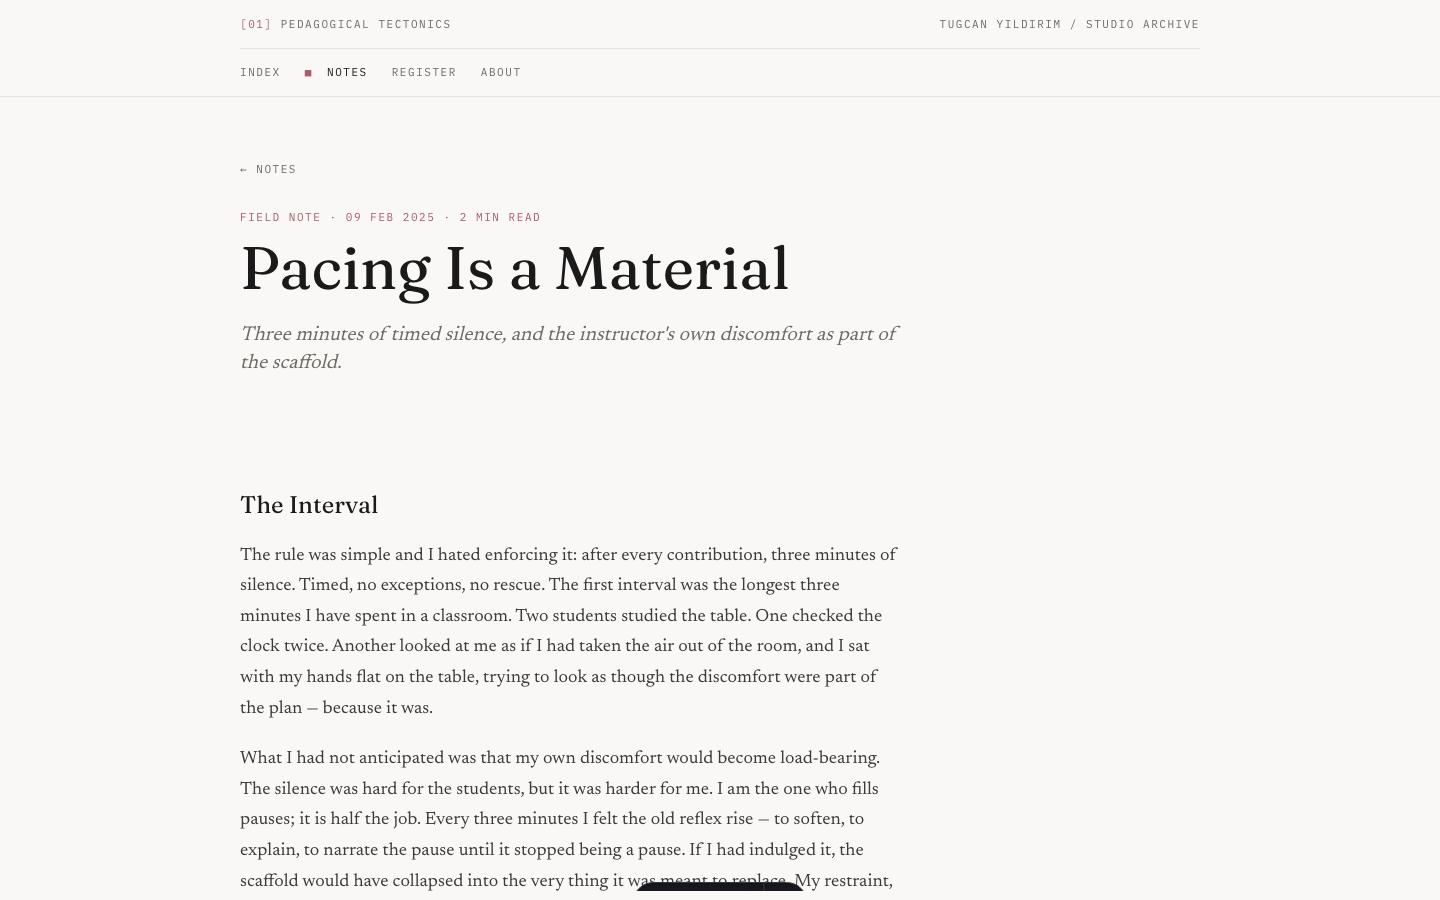 [01] PEDAGOGICAL TECTONICS
TUGCAN YILDIRIM / STUDIO ARCHIVE
INDEX ■ NOTES REGISTER ABOUT
← NOTES
FIELD NOTE · 09 FEB 2025 · 2 MIN READ
Pacing Is a Material
Three minutes of timed silence, and the instructor's own discomfort as part of
the scaffold.
The Interval
The rule was simple and I hated enforcing it: after every contribution, three minutes of
silence. Timed, no exceptions, no rescue. The first interval was the longest three
minutes I have spent in a classroom. Two students studied the table. One checked the
clock twice. Another looked at me as if I had taken the air out of the room, and I sat
with my hands flat on the table, trying to look as though the discomfort were part of
the plan — because it was.
What I had not anticipated was that my own discomfort would become load-bearing.
The silence was hard for the students, but it was harder for me. I am the one who fills
pauses; it is half the job. Every three minutes I felt the old reflex rise — to soften, to
explain, to narrate the pause until it stopped being a pause. If I had indulged it, the
scaffold would have collapsed into the very thing it was meant to replace. My restraint,